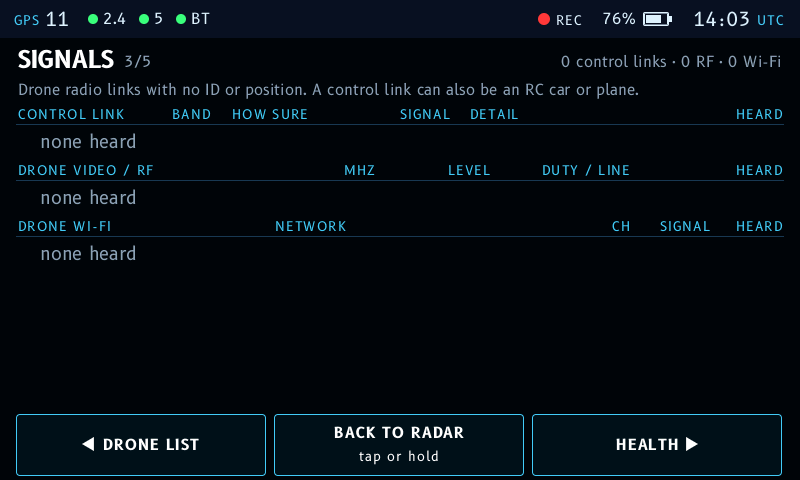 GPS 11 2.4 5 BT REC 76% 14:03 UTC
SIGNALS 3/5 0 control links · 0 RF · 0 Wi-Fi
Drone radio links with no ID or position. A control link can also be an RC car or plane.
CONTROL LINK BAND HOW SURE SIGNAL DETAIL HEARD
none heard
DRONE VIDEO / RF MHZ LEVEL DUTY / LINE HEARD
none heard
DRONE WI-FI NETWORK CH SIGNAL HEARD
none heard
◀ DRONE LIST
BACK TO RADAR
tap or hold
HEALTH ▶